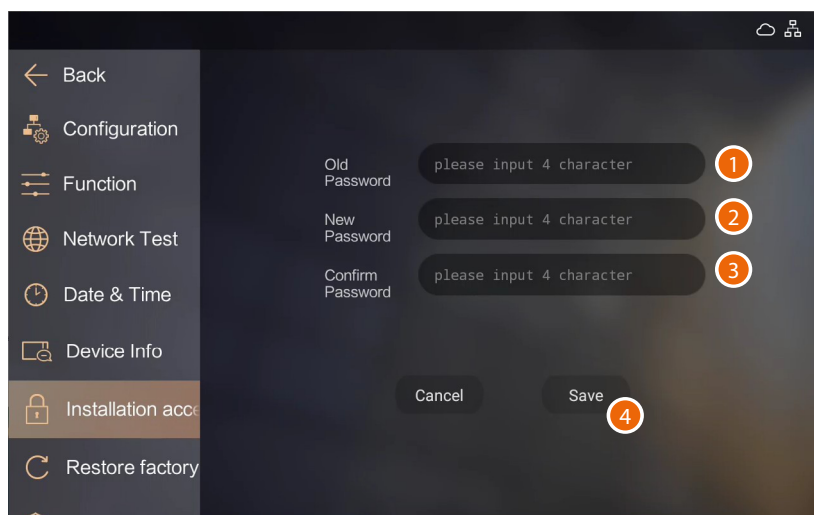 Back
Configuration
Function
Network Test
Date & Time
Device Info
Installation acce
Restore factory
Old
Password
please input 4 character
1
New
Password
please input 4 character
2
Confirm
Password
please input 4 character
3
Cancel
Save
4